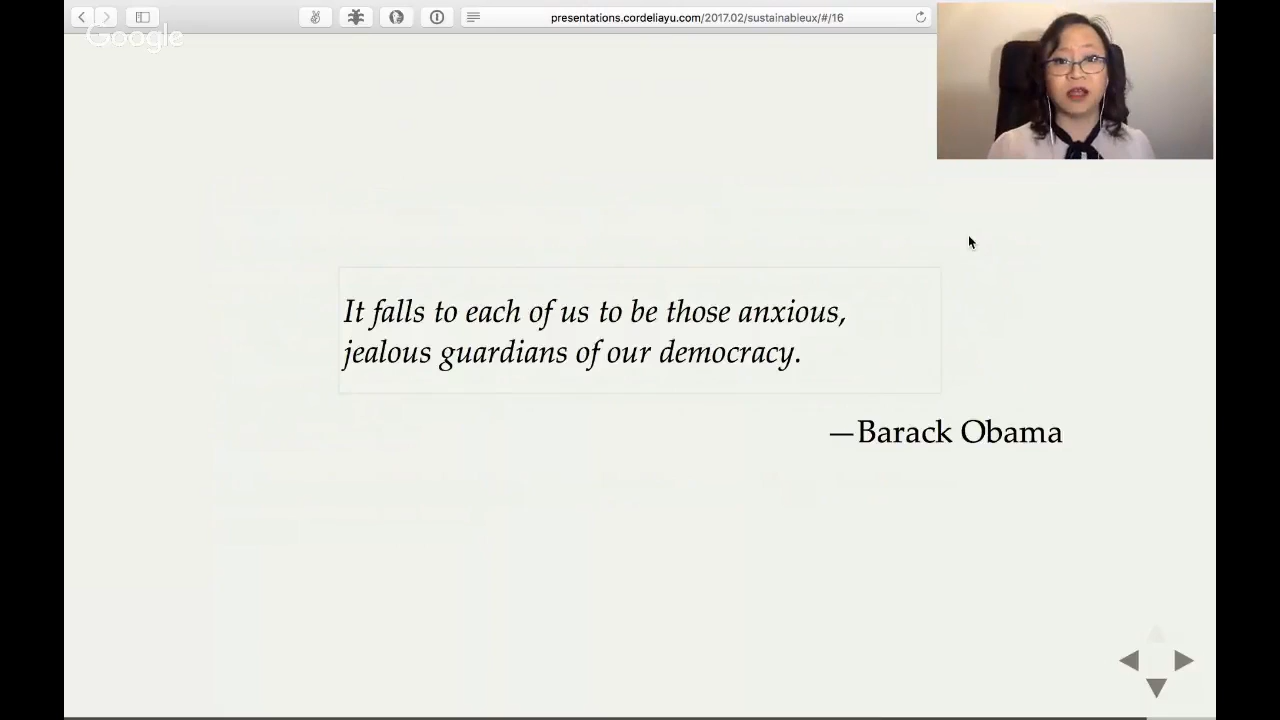 presentations.cordeliayu.com/2017.02/sustainableux/#/16
Google
It falls to each of us to be those anxious,
jealous guardians of our democracy.
—Barack Obama